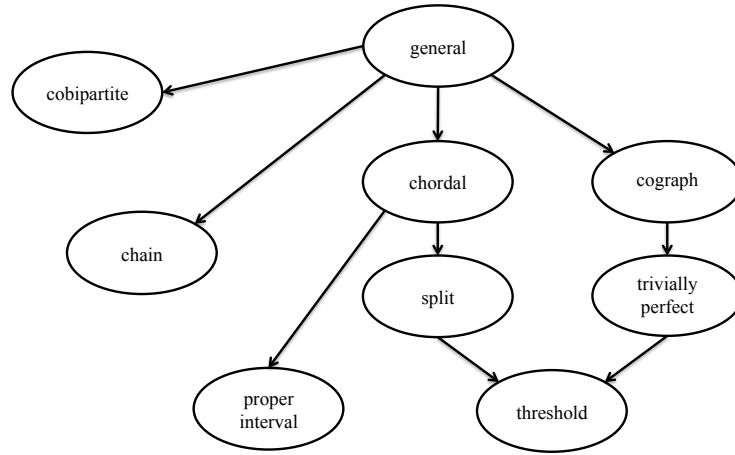 general
cobipartite
chordal
cograph
chain
split
trivially
perfect
proper
interval
threshold